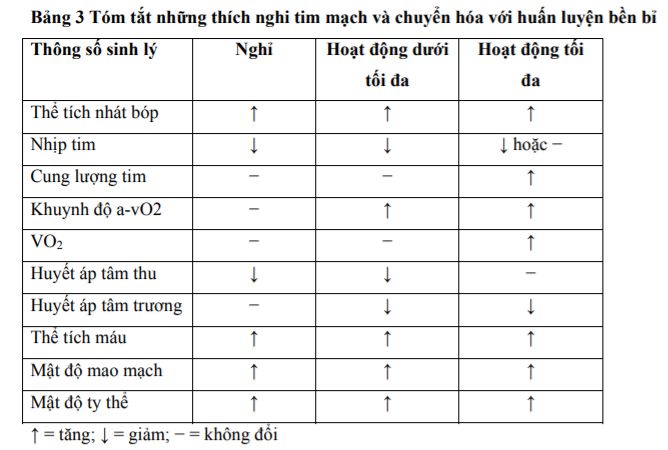 Bảng 3 Tóm tắt những thích nghi tim mạch và chuyển hóa với huấn luyện bền bỉ
Thông số sinh lý Nghỉ Hoạt động dưới tối đa Hoạt động tối đa
Thể tích nhát bóp ↑ ↑ ↑
Nhịp tim ↓ ↓ ↓ hoặc −
Cung lượng tim − − ↑
Khuynh độ a-vO2 − ↑ ↑
VO₂ − − ↑
Huyết áp tâm thu ↓ ↓ −
Huyết áp tâm trương − ↓ ↓
Thể tích máu ↑ ↑ ↑
Mật độ mao mạch ↑ ↑ ↑
Mật độ ty thể ↑ ↑ ↑
↑ = tăng; ↓ = giảm; − = không đổi